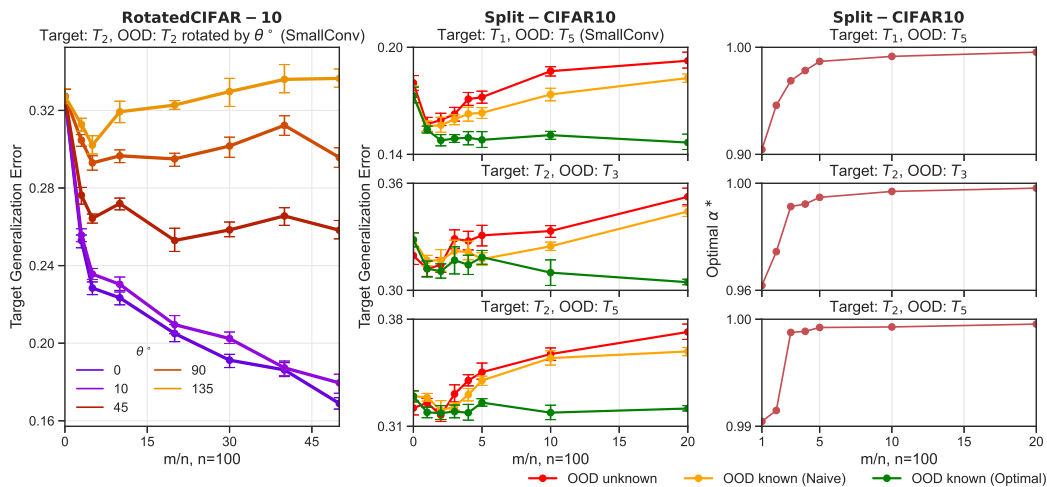 RotatedCIFAR − 10
Target: T₂, OOD: T₂ rotated by θ° (SmallConv)
Target Generalization Error
0.32
0.28
0.24
0.20
0.16
0
15
30
45
m/n, n=100
θ°
0
10
45
90
135
Split − CIFAR10
Target: T₁, OOD: T₅ (SmallConv)
0.20
0.14
Target: T₂, OOD: T₃
0.36
0.30
Target Generalization Error
Target: T₂, OOD: T₅
0.38
0.31
0
5
10
15
20
m/n, n=100
Split − CIFAR10
Target: T₁, OOD: T₅
1.00
0.90
Target: T₂, OOD: T₃
1.00
0.96
Optimal α*
Target: T₂, OOD: T₅
1.00
0.99
1
5
10
15
20
m/n, n=100
OOD unknown
OOD known (Naive)
OOD known (Optimal)